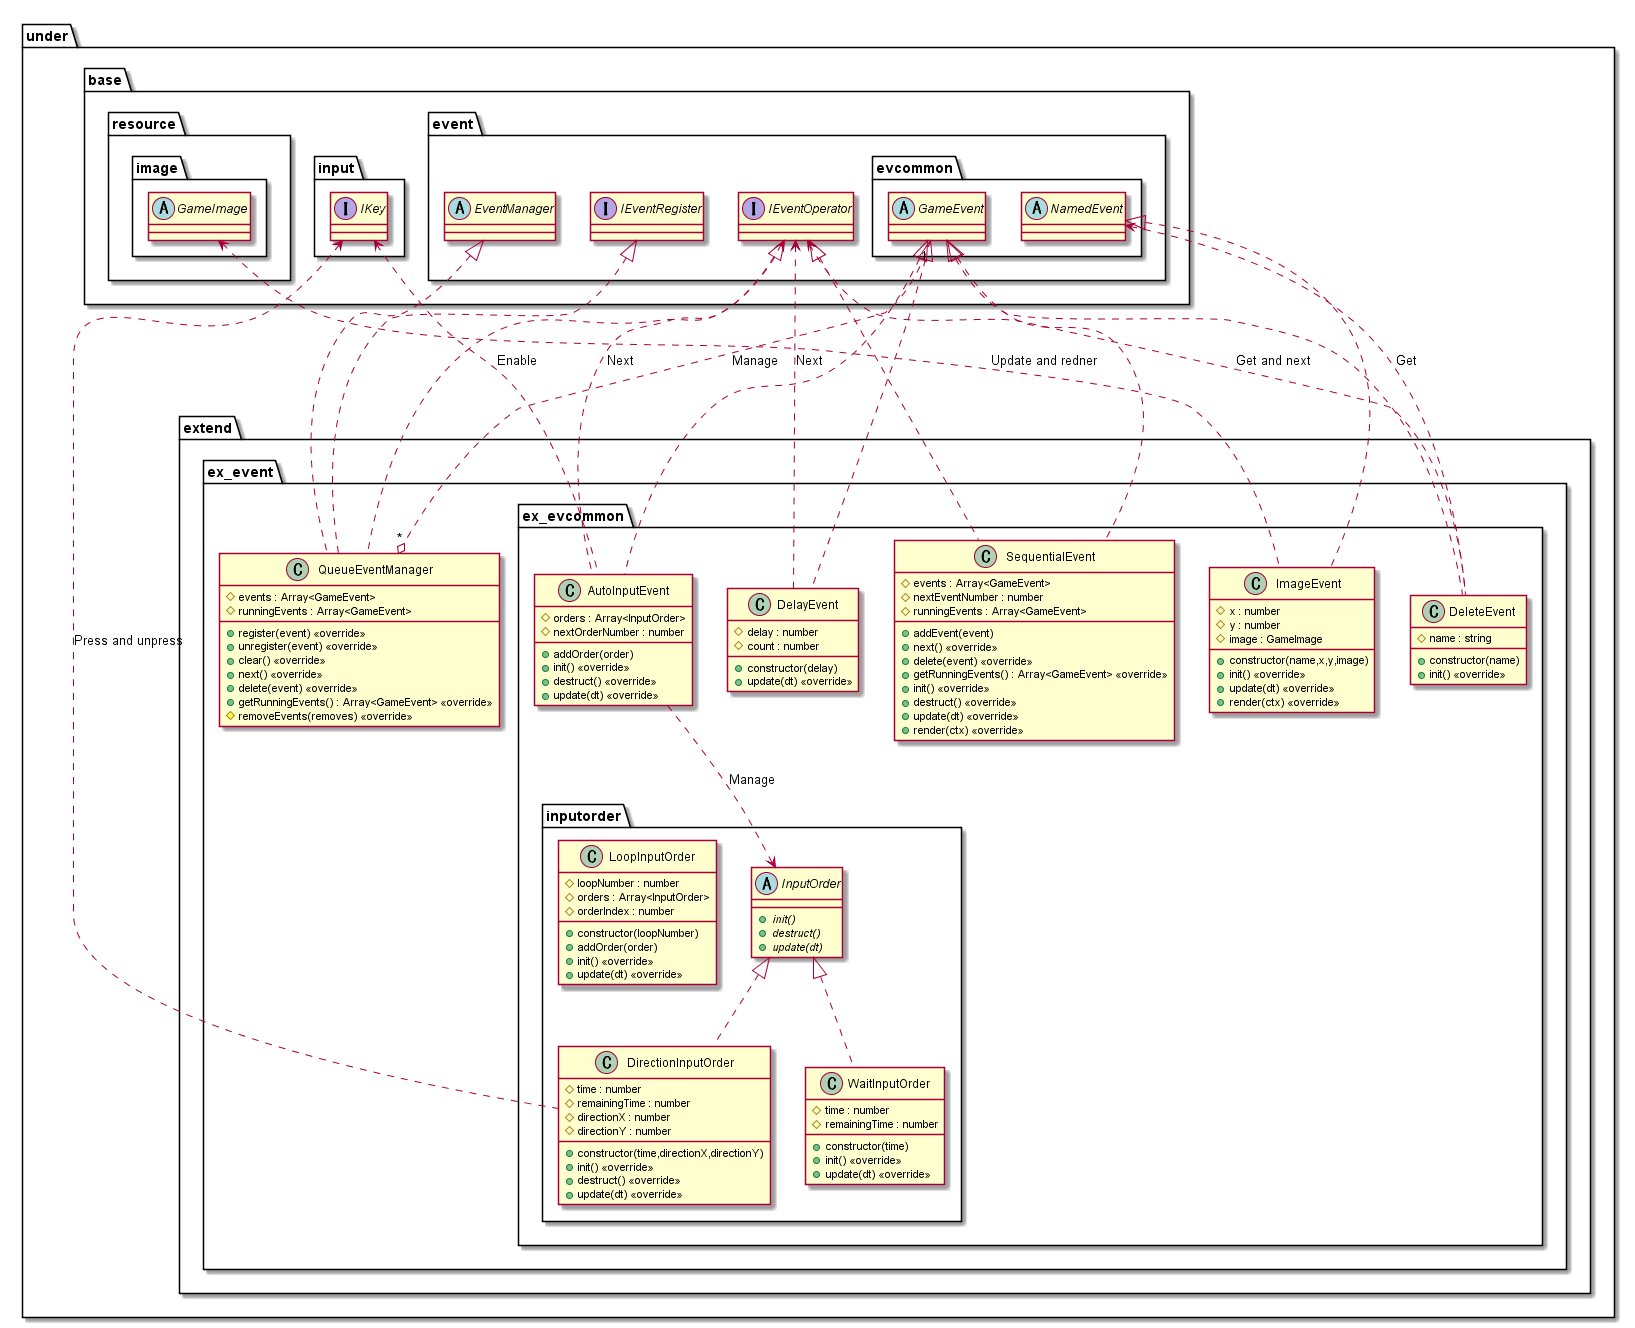 under
base
resource
event
image
input
evcommon
A GameImage
I IKey
A EventManager
I IEventRegister
I IEventOperator
A GameEvent
A NamedEvent
Enable
Next
Manage
Next
Update and redner
Get and next
Get
extend
ex_event
ex_evcommon
*
C QueueEventManager
events : Array<GameEvent>
runningEvents : Array<GameEvent>
register(event) «override»
unregister(event) «override»
clear() «override»
next() «override»
delete(event) «override»
getRunningEvents() : Array<GameEvent> «override»
removeEvents(removes) «override»
C AutoInputEvent
orders : Array<InputOrder>
nextOrderNumber : number
addOrder(order)
init() «override»
destruct() «override»
update(dt) «override»
C DelayEvent
delay : number
count : number
constructor(delay)
update(dt) «override»
C SequentialEvent
events : Array<GameEvent>
nextEventNumber : number
runningEvents : Array<GameEvent>
addEvent(event)
next() «override»
delete(event) «override»
getRunningEvents() : Array<GameEvent> «override»
init() «override»
destruct() «override»
update(dt) «override»
render(ctx) «override»
C ImageEvent
x : number
y : number
image : GameImage
constructor(name,x,y,image)
init() «override»
update(dt) «override»
render(ctx) «override»
C DeleteEvent
name : string
constructor(name)
init() «override»
Press and unpress
Manage
inputorder
C LoopInputOrder
loopNumber : number
orders : Array<InputOrder>
orderIndex : number
constructor(loopNumber)
addOrder(order)
init() «override»
update(dt) «override»
A InputOrder
init()
destruct()
update(dt)
C DirectionInputOrder
time : number
remainingTime : number
directionX : number
directionY : number
constructor(time,directionX,directionY)
init() «override»
destruct() «override»
update(dt) «override»
C WaitInputOrder
time : number
remainingTime : number
constructor(time)
init() «override»
update(dt) «override»